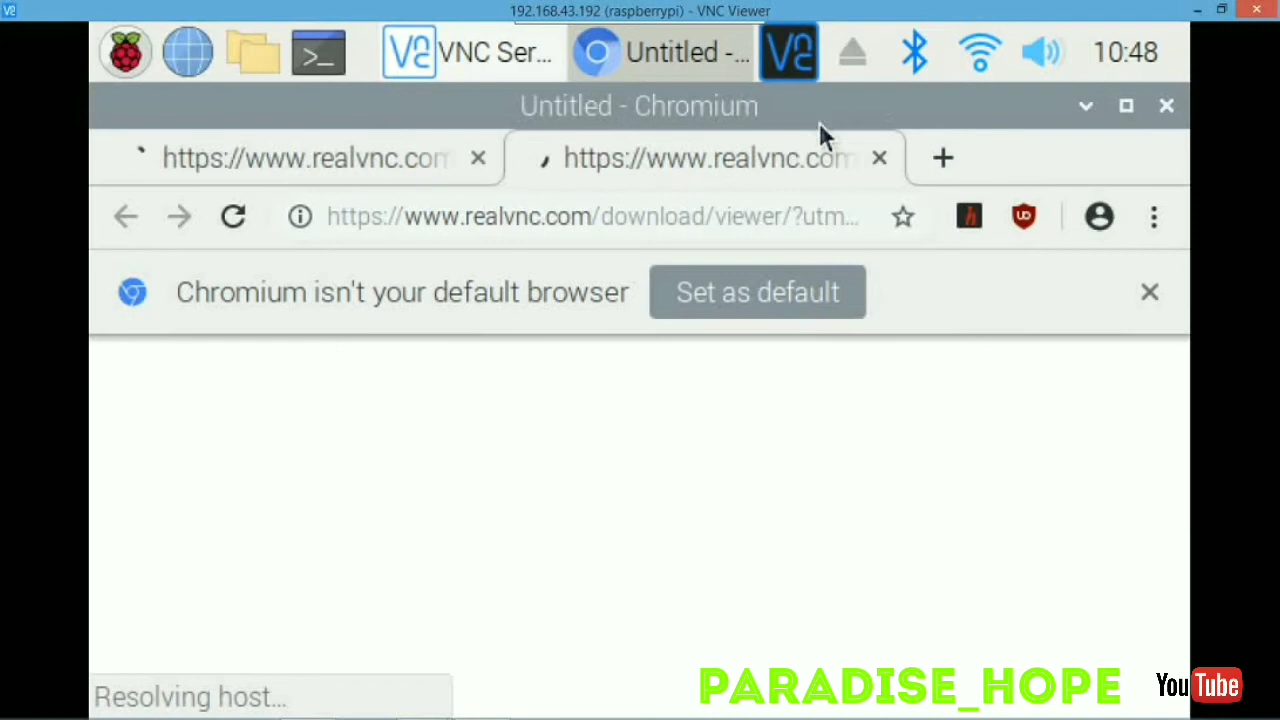 192.168.43.192 (raspberrypi) - VNC Viewer
VNC Ser...
Untitled -...
10:48
Untitled - Chromium
https://www.realvnc.com
https://www.realvnc.com
https://www.realvnc.com/download/viewer/?utm...
Chromium isn't your default browser
Set as default
Resolving host...
PARADISE_HOPE
YouTube